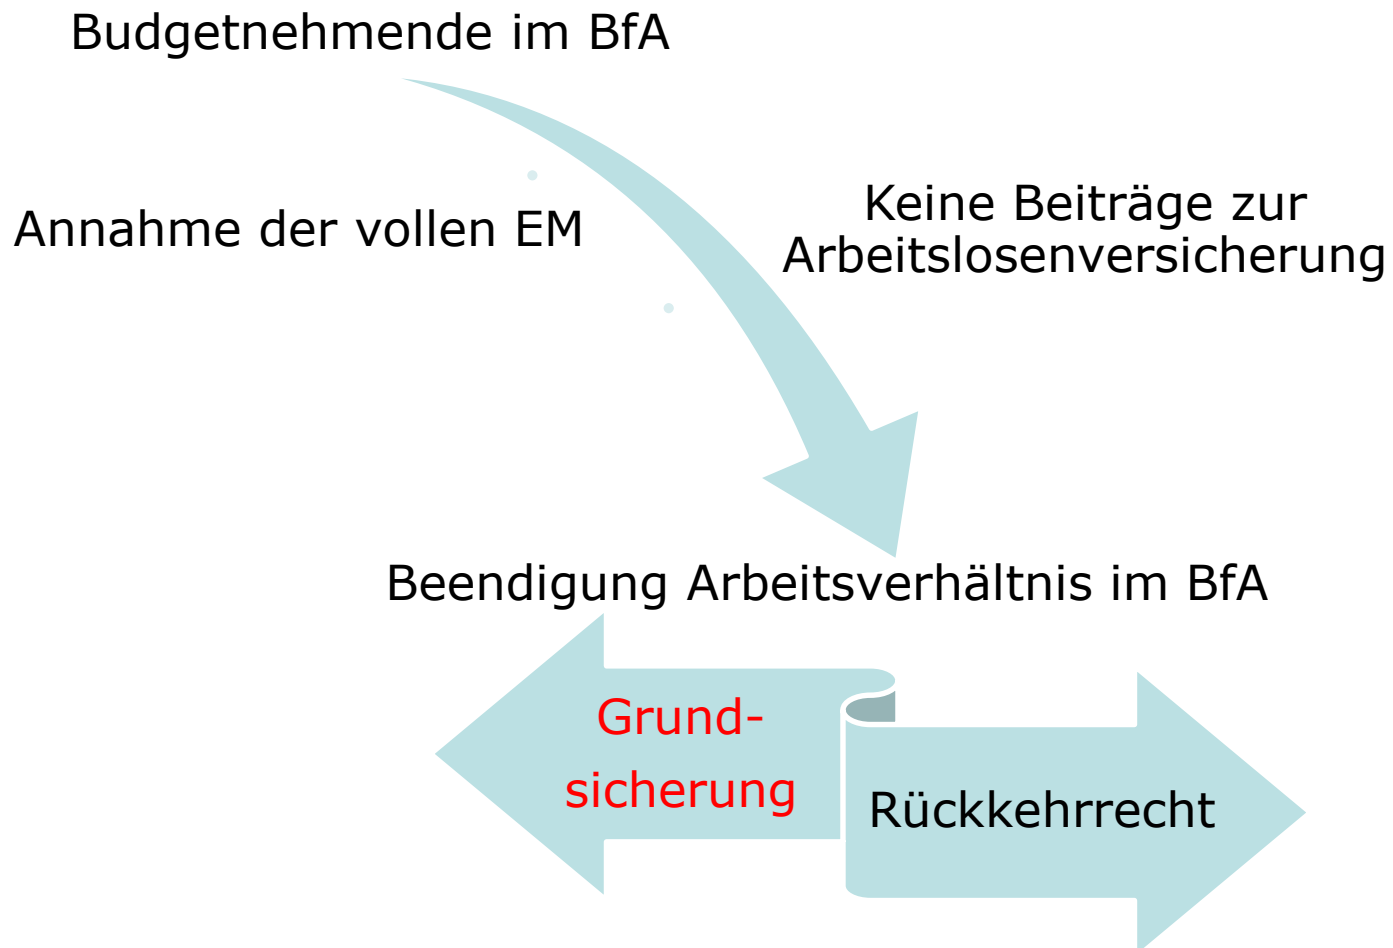 Budgetnehmende im BfA
Annahme der vollen EM
Keine Beiträge zur
Arbeitslosenversicherung
Beendigung Arbeitsverhältnis im BfA
Grund-
sicherung
Rückkehrrecht